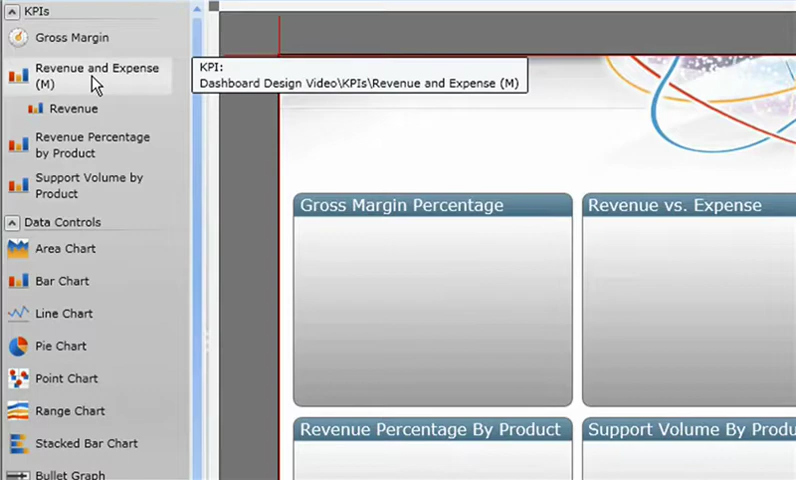 KPIs
Gross Margin
Revenue and Expense
(M)
Revenue
Revenue Percentage
by Product
Support Volume by
Product
Data Controls
Area Chart
Bar Chart
Line Chart
Pie Chart
Point Chart
Range Chart
Stacked Bar Chart
Bullet Graph
KPI:
Dashboard Design Video\KPIs\Revenue and Expense (M)
Gross Margin Percentage
Revenue vs. Expense
Revenue Percentage By Product
Support Volume By Produ